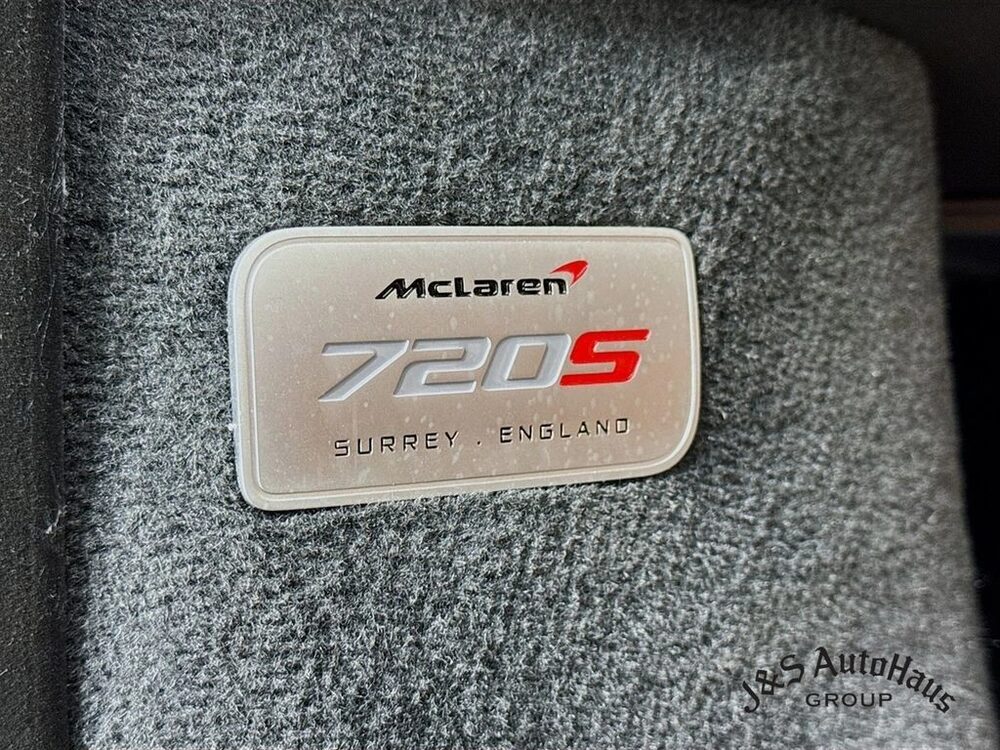 McLaren
720S
SURREY . ENGLAND
J&S AutoHaus
GROUP